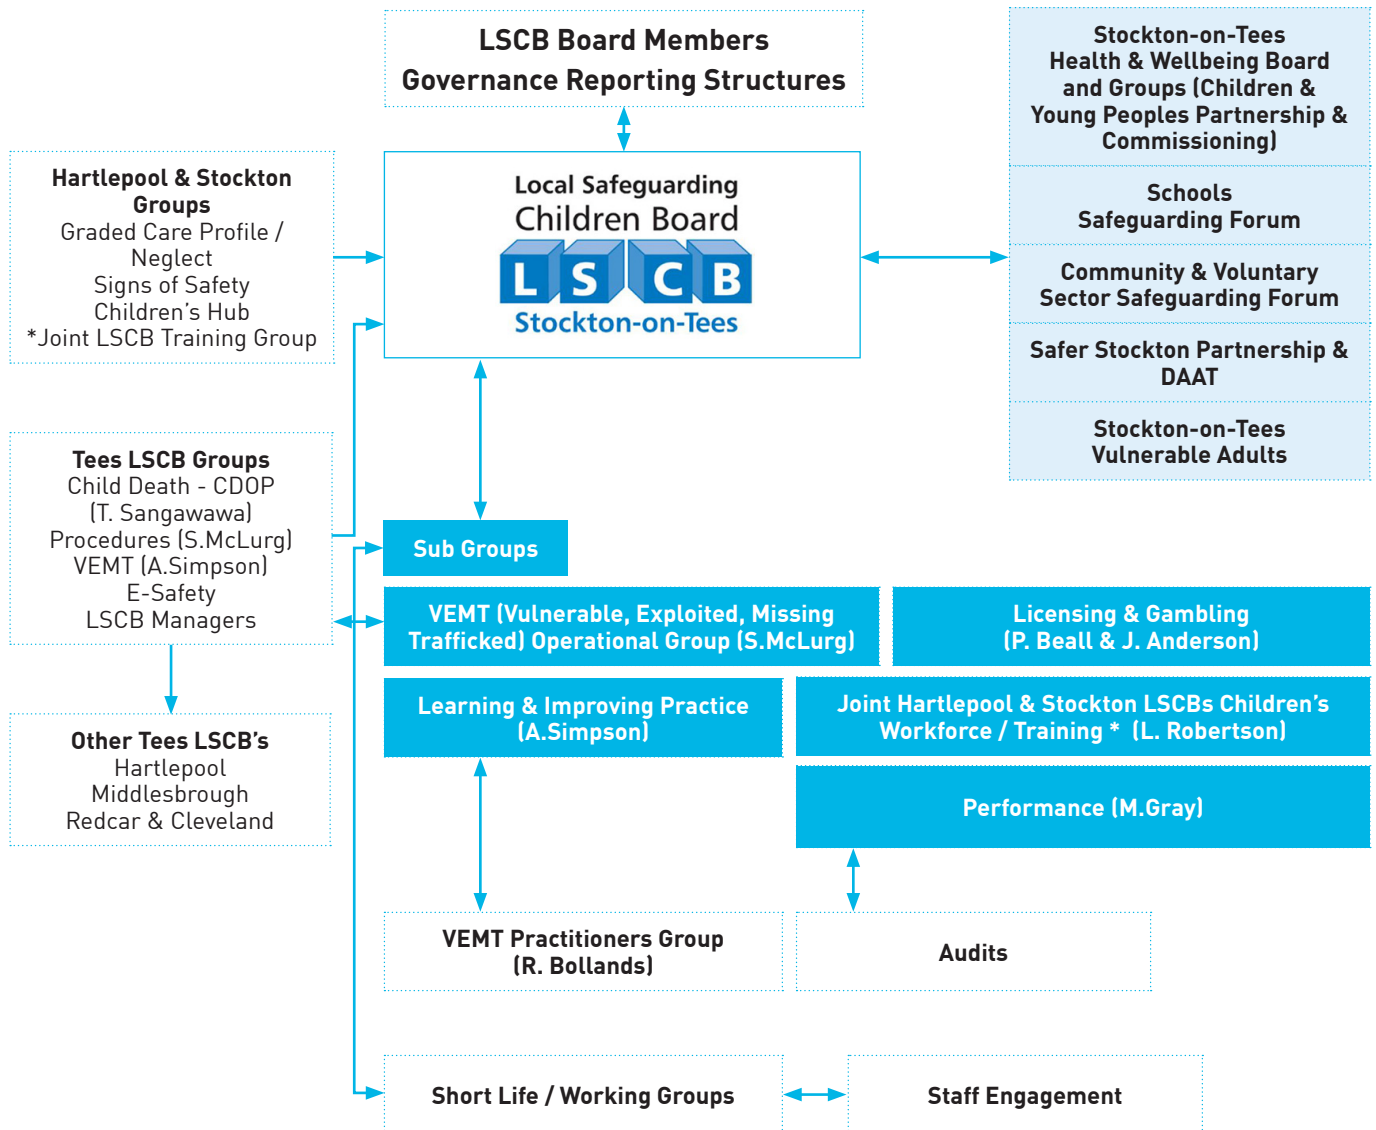 LSCB Board Members
Governance Reporting Structures
Stockton-on-Tees
Health & Wellbeing Board
and Groups (Children &
Young Peoples Partnership &
Commissioning)
Schools
Safeguarding Forum
Community & Voluntary
Sector Safeguarding Forum
Safer Stockton Partnership &
DAAT
Stockton-on-Tees
Vulnerable Adults
Hartlepool & Stockton
Groups
Graded Care Profile /
Neglect
Signs of Safety
Children’s Hub
*Joint LSCB Training Group
Local Safeguarding
Children Board
LSCB
Stockton-on-Tees
Tees LSCB Groups
Child Death - CDOP
(T. Sangawawa)
Procedures (S.McLurg)
VEMT (A.Simpson)
E-Safety
LSCB Managers
Other Tees LSCB's
Hartlepool
Middlesbrough
Redcar & Cleveland
Sub Groups
VEMT (Vulnerable, Exploited, Missing
Trafficked) Operational Group (S.McLurg)
Licensing & Gambling
(P. Beall & J. Anderson)
Learning & Improving Practice
(A.Simpson)
Joint Hartlepool & Stockton LSCBs Children’s
Workforce / Training * (L. Robertson)
Performance (M.Gray)
VEMT Practitioners Group
(R. Bollands)
Audits
Short Life / Working Groups
Staff Engagement